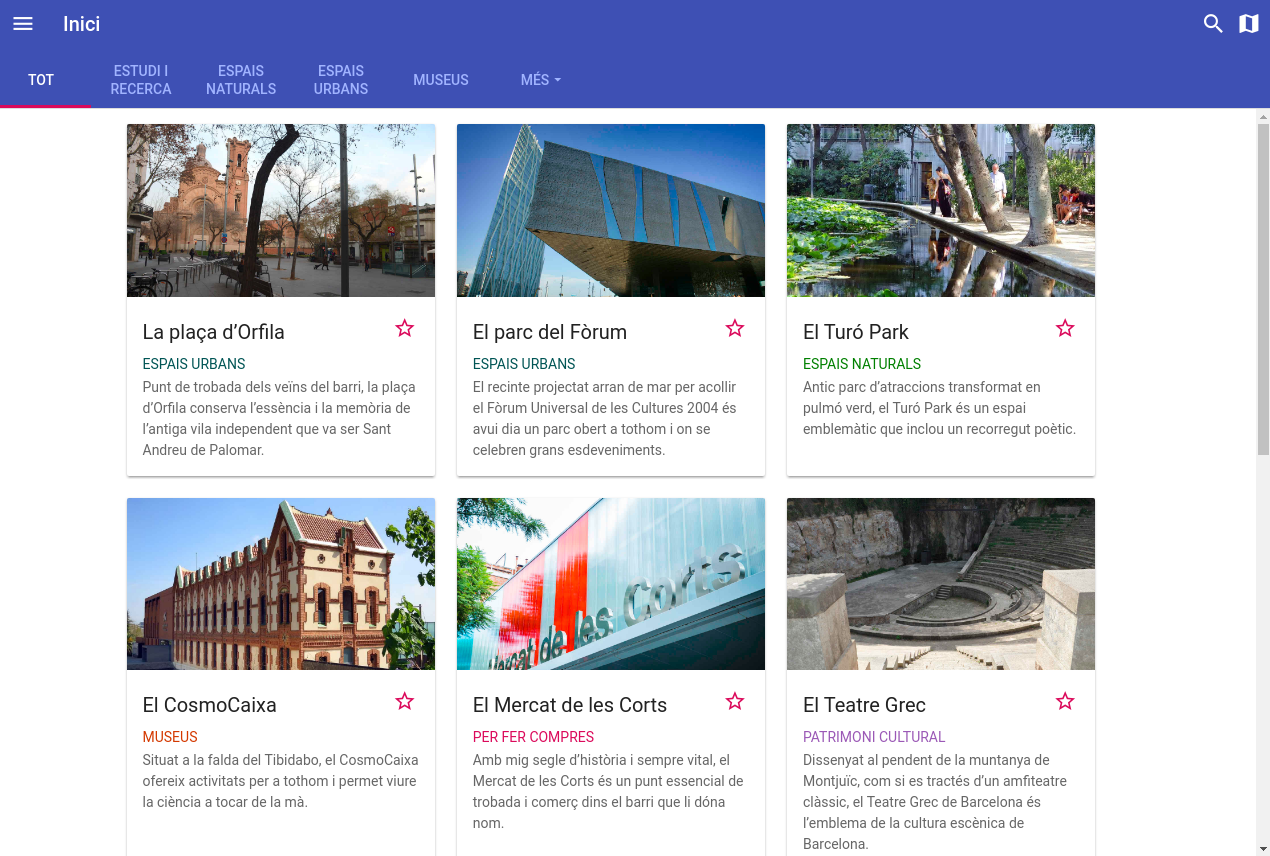 Inici
TOT
ESTUDI I
RECERCA
ESPAIS
NATURALS
ESPAIS
URBANS
MUSEUS
MÉS
La plaça d’Orfila
ESPAIS URBANS
Punt de trobada dels veïns del barri, la plaça
d’Orfila conserva l’essència i la memòria de
l’antiga vila independent que va ser Sant
Andreu de Palomar.
El parc del Fòrum
ESPAIS URBANS
El recinte projectat arran de mar per acollir
el Fòrum Universal de les Cultures 2004 és
avui dia un parc obert a tothom i on se
celebren grans esdeveniments.
El Turó Park
ESPAIS NATURALS
Antic parc d’atraccions transformat en
pulmó verd, el Turó Park és un espai
emblemàtic que inclou un recorregut poètic.
El CosmoCaixa
MUSEUS
Situat a la falda del Tibidabo, el CosmoCaixa
ofereix activitats per a tothom i permet viure
la ciència a tocar de la mà.
Mercat de les Corts
El Mercat de les Corts
PER FER COMPRES
Amb mig segle d’història i sempre vital, el
Mercat de les Corts és un punt essencial de
trobada i comerç dins el barri que li dóna
nom.
El Teatre Grec
PATRIMONI CULTURAL
Dissenyat al pendent de la muntanya de
Montjuïc, com si es tractés d’un amfiteatre
clàssic, el Teatre Grec de Barcelona és
l’emblema de la cultura escènica de
Barcelona.